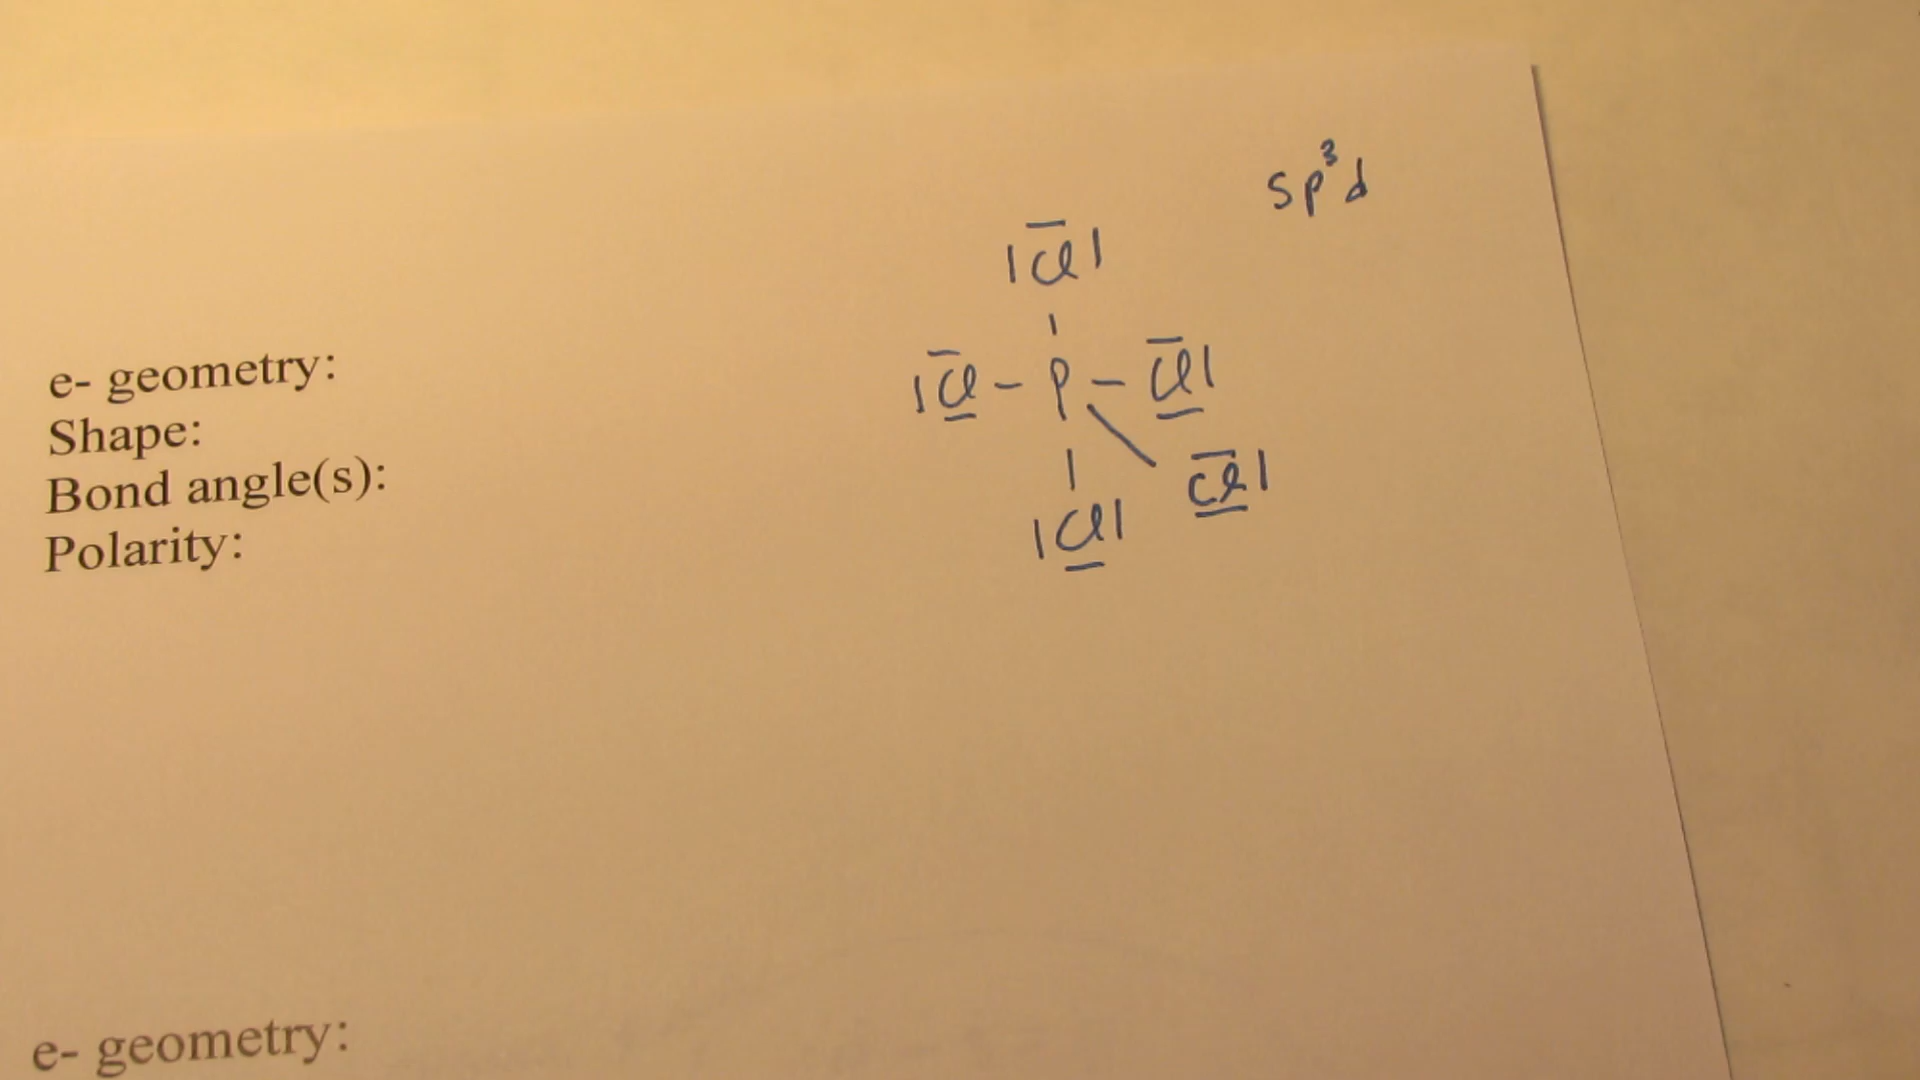 sp³d
|Cl|
|Cl - P - Cl|
Cl|
|Cl|
e- geometry:
Shape:
Bond angle(s):
Polarity:
e- geometry: